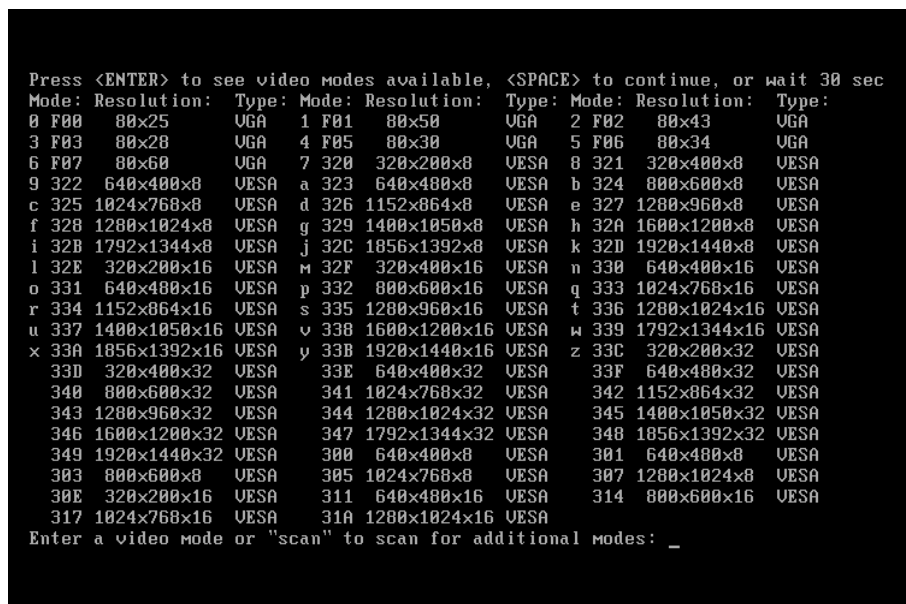 Press <ENTER> to see video modes available, <SPACE> to continue, or wait 30 sec
Mode: Resolution:  Type: Mode: Resolution:  Type: Mode: Resolution:  Type:
0 F00   80x25      VGA   1 F01   80x50      VGA   2 F02   80x43      VGA
3 F03   80x28      VGA   4 F05   80x30      VGA   5 F06   80x34      VGA
6 F07   80x60      VGA   7 320  320x200x8   VESA  8 321  320x400x8   VESA
9 322  640x400x8   VESA  a 323  640x480x8   VESA  b 324  800x600x8   VESA
c 325 1024x768x8   VESA  d 326 1152x864x8   VESA  e 327 1280x960x8   VESA
f 328 1280x1024x8  VESA  g 329 1400x1050x8  VESA  h 32A 1600x1200x8  VESA
i 32B 1792x1344x8  VESA  j 32C 1856x1392x8  VESA  k 32D 1920x1440x8  VESA
l 32E  320x200x16  VESA  m 32F  320x400x16  VESA  n 330  640x400x16  VESA
o 331  640x480x16  VESA  p 332  800x600x16  VESA  q 333 1024x768x16  VESA
r 334 1152x864x16  VESA  s 335 1280x960x16  VESA  t 336 1280x1024x16 VESA
u 337 1400x1050x16 VESA  v 338 1600x1200x16 VESA  w 339 1792x1344x16 VESA
x 33A 1856x1392x16 VESA  y 33B 1920x1440x16 VESA  z 33C  320x200x32  VESA
  33D  320x400x32  VESA    33E  640x400x32  VESA    33F  640x480x32  VESA
  340  800x600x32  VESA    341 1024x768x32  VESA    342 1152x864x32  VESA
  343 1280x960x32  VESA    344 1280x1024x32 VESA    345 1400x1050x32 VESA
  346 1600x1200x32 VESA    347 1792x1344x32 VESA    348 1856x1392x32 VESA
  349 1920x1440x32 VESA    300  640x400x8   VESA    301  640x480x8   VESA
  303  800x600x8   VESA    305 1024x768x8   VESA    307 1280x1024x8  VESA
  30E  320x200x16  VESA    311  640x480x16  VESA    314  800x600x16  VESA
  317 1024x768x16  VESA    31A 1280x1024x16 VESA
Enter a video mode or "scan" to scan for additional modes: _